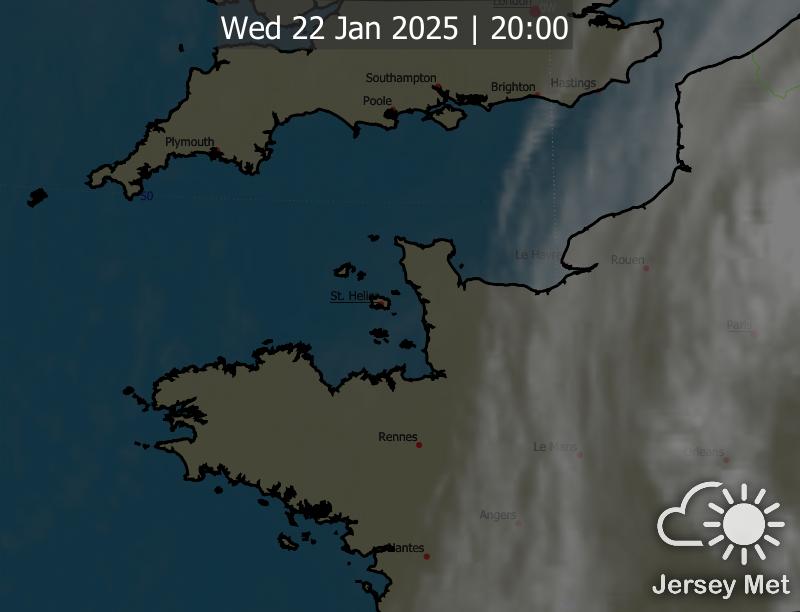 London
Wed 22 Jan 2025 | 20:00
Southampton
Brighton
Hastings
Poole
Plymouth
50
Le Havre
Rouen
St. Helier
Paris
Rennes
Le Mans
Orleans
Angers
Nantes
Jersey Met